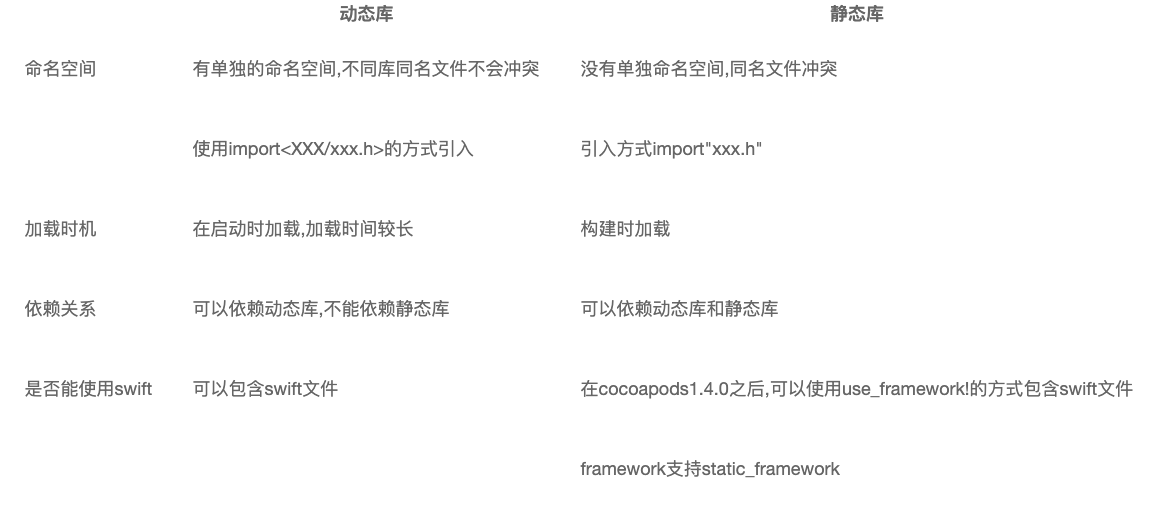 动态库 静态库
命名空间 有单独的命名空间,不同库同名文件不会冲突 没有单独命名空间,同名文件冲突
使用import<XXX/xxx.h>的方式引入 引入方式import"xxx.h"
加载时机 在启动时加载,加载时间较长 构建时加载
依赖关系 可以依赖动态库,不能依赖静态库 可以依赖动态库和静态库
是否能使用swift 可以包含swift文件 在cocoapods1.4.0之后,可以使用use_framework!的方式包含swift文件
framework支持static_framework